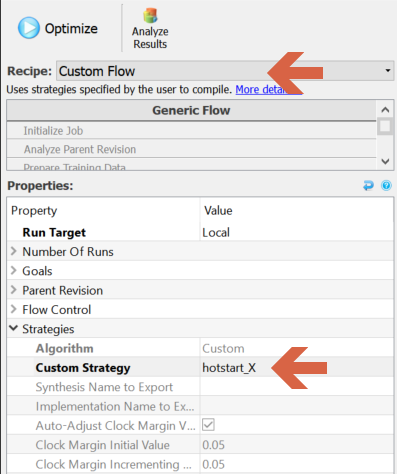 Optimize
Analyze
Results
Recipe: Custom Flow
Uses strategies specified by the user to compile. More
Generic Flow
Initialize Job
Analyze Parent Revision
Prepare Training Data
Properties:
Property Value
Run Target Local
Number Of Runs
Goals
Parent Revision
Flow Control
Strategies
Algorithm Custom
Custom Strategy hotstart_X
Synthesis Name to Export
Implementation Name to Ex...
Auto-Adjust Clock Margin V...
Clock Margin Initial Value 0.05
Clock Margin Incrementing ... 0.05